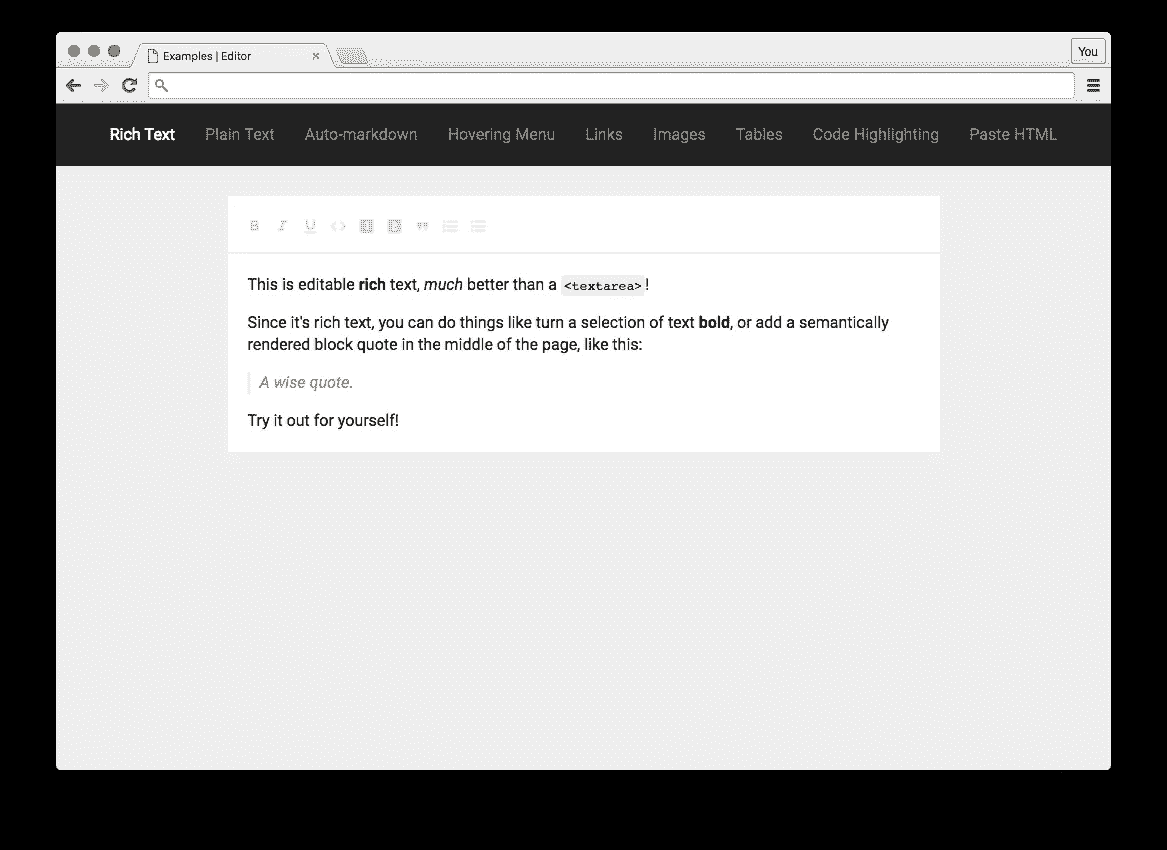 Examples | Editor
You
Rich Text Plain Text Auto-markdown Hovering Menu Links Images Tables Code Highlighting Paste HTML
B I U
This is editable rich text, much better than a <textarea>!
Since it's rich text, you can do things like turn a selection of text bold, or add a semantically
rendered block quote in the middle of the page, like this:
A wise quote.
Try it out for yourself!